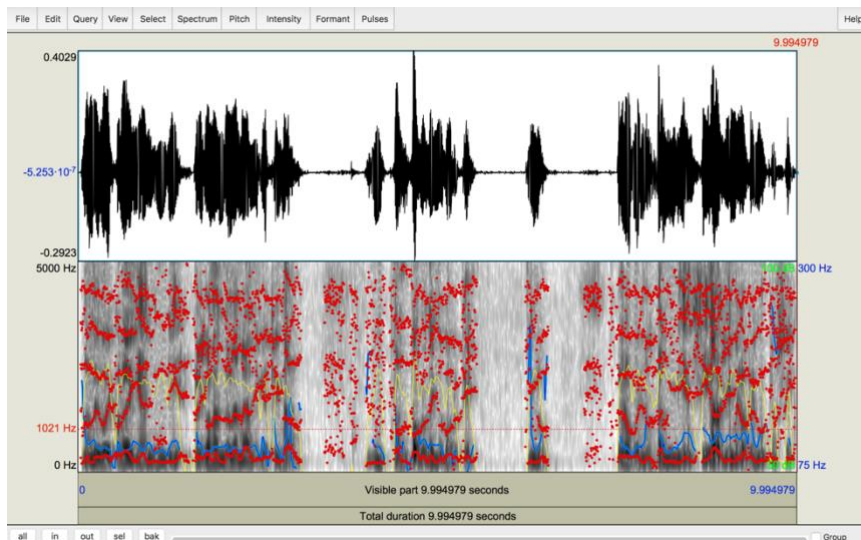 File Edit Query View Select Spectrum Pitch Intensity Formant Pulses Help
9.994979
0.4029
-5.253·10⁻⁷
-0.2923
5000 Hz
300 Hz
1021 Hz
0 Hz
75 Hz
0 Visible part 9.994979 seconds 9.994979
Total duration 9.994979 seconds
all in out sel bak Group